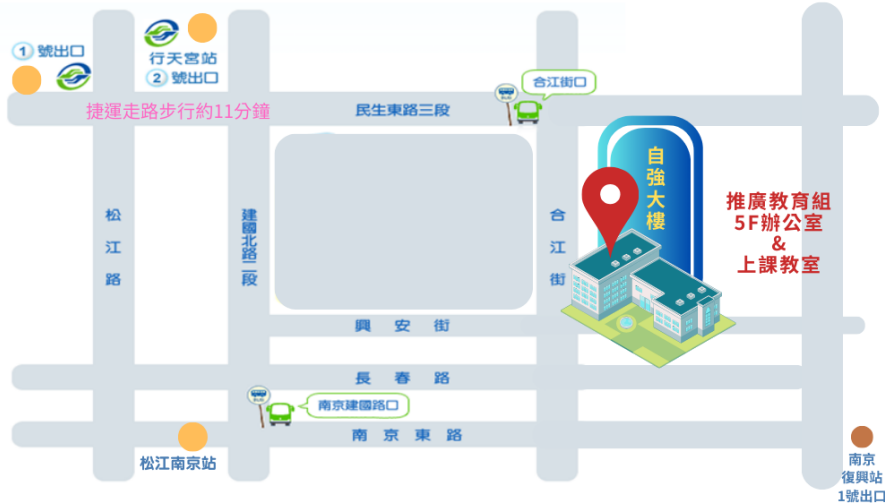 1 號出口
行天宮站
2 號出口
捷運走路步行約11分鐘
民生東路三段
合江街口
自強大樓
推廣教育組
5F辦公室
&
上課教室
松江路
建國北路二段
合江街
興安街
長春路
南京建國路口
南京東路
松江南京站
南京
復興站
1號出口